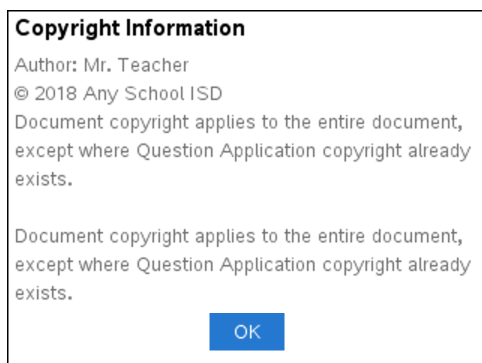 Copyright Information
Author: Mr. Teacher
© 2018 Any School ISD
Document copyright applies to the entire document,
except where Question Application copyright already
exists.
Document copyright applies to the entire document,
except where Question Application copyright already
exists.
OK